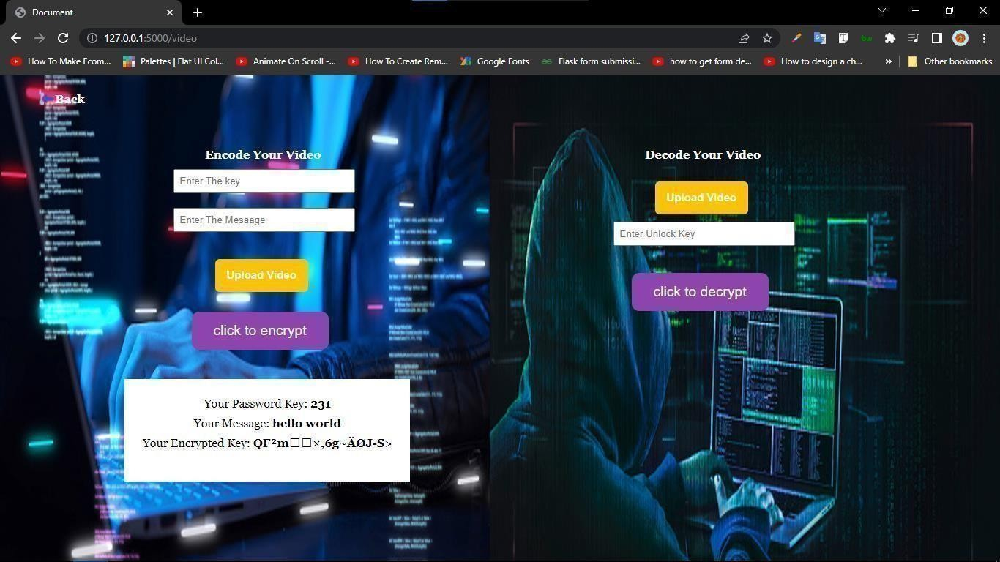 Document
127.0.0.1:5000/video
How To Make Ecom...
Palettes | Flat UI Col...
Animate On Scroll -...
How To Create Rem...
Google Fonts
Flask form submissi...
how to get form de...
How to design a ch...
»
Other bookmarks
Back
Encode Your Video
Enter The key
Enter The Mesaage
Upload Video
click to encrypt
Your Password Key: 231
Your Message: hello world
Your Encrypted Key: QF²m□□×,6g~ÄØJ-S>
Decode Your Video
Upload Video
Enter Unlock Key
click to decrypt